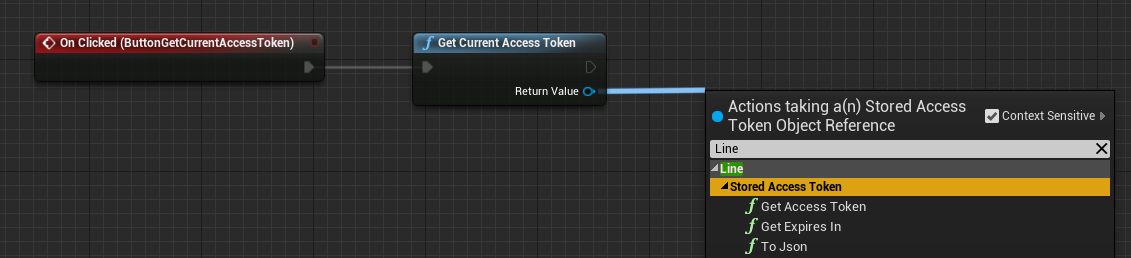 On Clicked (ButtonGetCurrentAccessToken)
f Get Current Access Token
Return Value
Actions taking a(n) Stored Access
Token Object Reference
Context Sensitive
Line
Line
Stored Access Token
f Get Access Token
f Get Expires In
f To Json